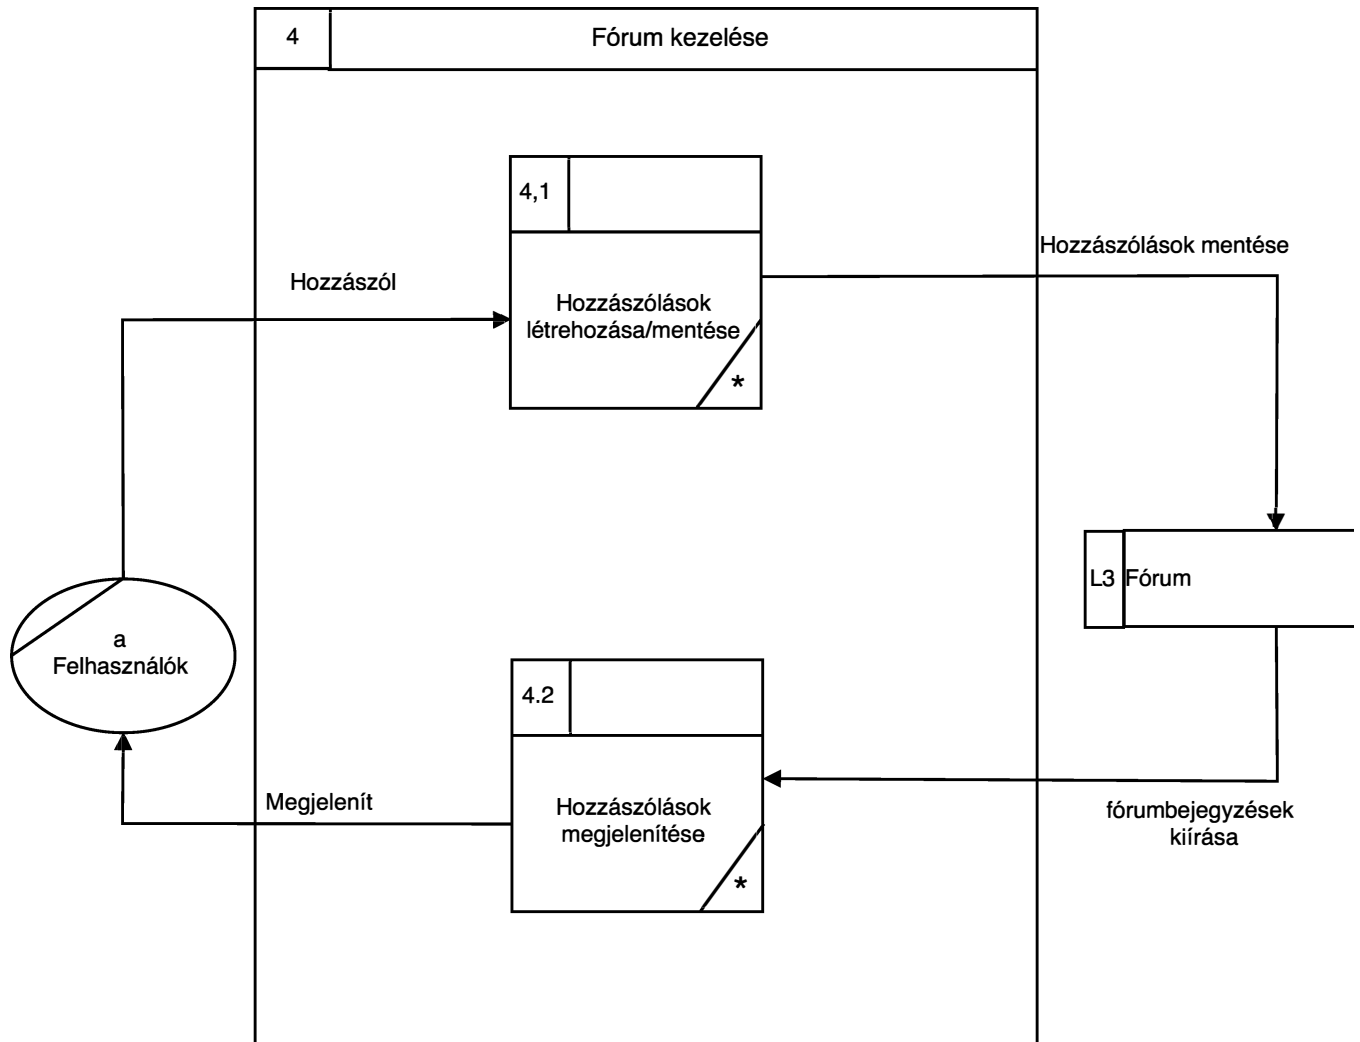 4
Fórum kezelése
4,1
Hozzászólások mentése
Hozzászól
Hozzászólások
létrehozása/mentése
*
L3
Fórum
a
Felhasználók
4.2
Megjelenít
Hozzászólások
megjelenítése
*
fórumbejegyzések
kiírása